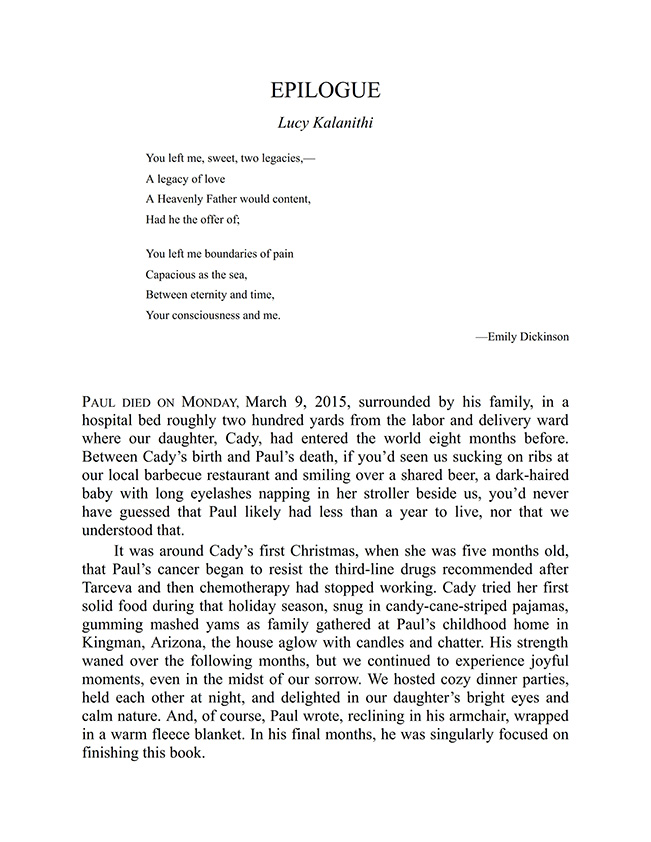 EPILOGUE
Lucy Kalanithi
You left me, sweet, two legacies,—
A legacy of love
A Heavenly Father would content,
Had he the offer of;
You left me boundaries of pain
Capacious as the sea,
Between eternity and time,
Your consciousness and me.
—Emily Dickinson
PAUL DIED ON MONDAY, March 9, 2015, surrounded by his family, in a
hospital bed roughly two hundred yards from the labor and delivery ward
where our daughter, Cady, had entered the world eight months before.
Between Cady’s birth and Paul’s death, if you’d seen us sucking on ribs at
our local barbecue restaurant and smiling over a shared beer, a dark-haired
baby with long eyelashes napping in her stroller beside us, you’d never
have guessed that Paul likely had less than a year to live, nor that we
understood that.
It was around Cady’s first Christmas, when she was five months old,
that Paul’s cancer began to resist the third-line drugs recommended after
Tarceva and then chemotherapy had stopped working. Cady tried her first
solid food during that holiday season, snug in candy-cane-striped pajamas,
gumming mashed yams as family gathered at Paul’s childhood home in
Kingman, Arizona, the house aglow with candles and chatter. His strength
waned over the following months, but we continued to experience joyful
moments, even in the midst of our sorrow. We hosted cozy dinner parties,
held each other at night, and delighted in our daughter’s bright eyes and
calm nature. And, of course, Paul wrote, reclining in his armchair, wrapped
in a warm fleece blanket. In his final months, he was singularly focused on
finishing this book.